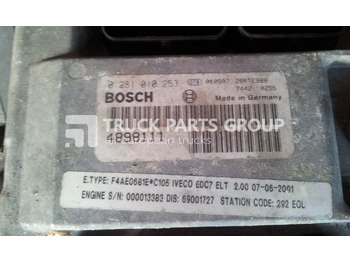 0 281 010 253
BOSCH
Made in Germany
4898111
TRUCK PARTS GROUP
E.TYPE: F4AE0681E*C105 IVECO EDC7 ELT 2.00 07-06-2001
ENGINE S/N: 000013383 DIS: 69001727 STATION CODE: 292 EOL